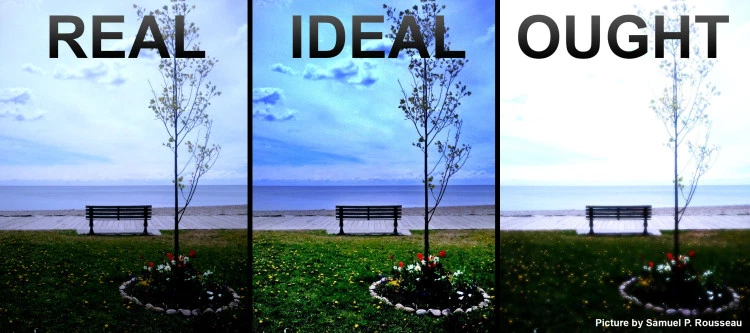 REAL
IDEAL
OUGHT
Picture by Samuel P. Rousseau